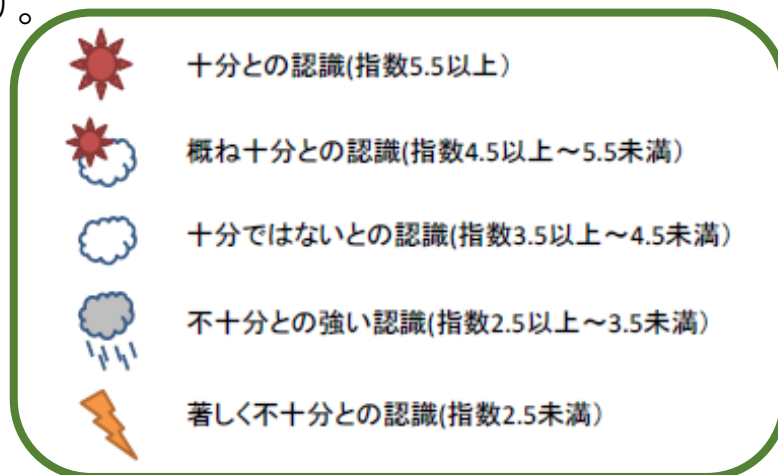 り。
十分との認識(指数5.5以上）
概ね十分との認識(指数4.5以上～5.5未満）
十分ではないとの認識(指数3.5以上～4.5未満）
不十分との強い認識(指数2.5以上～3.5未満）
著しく不十分との認識(指数2.5未満）